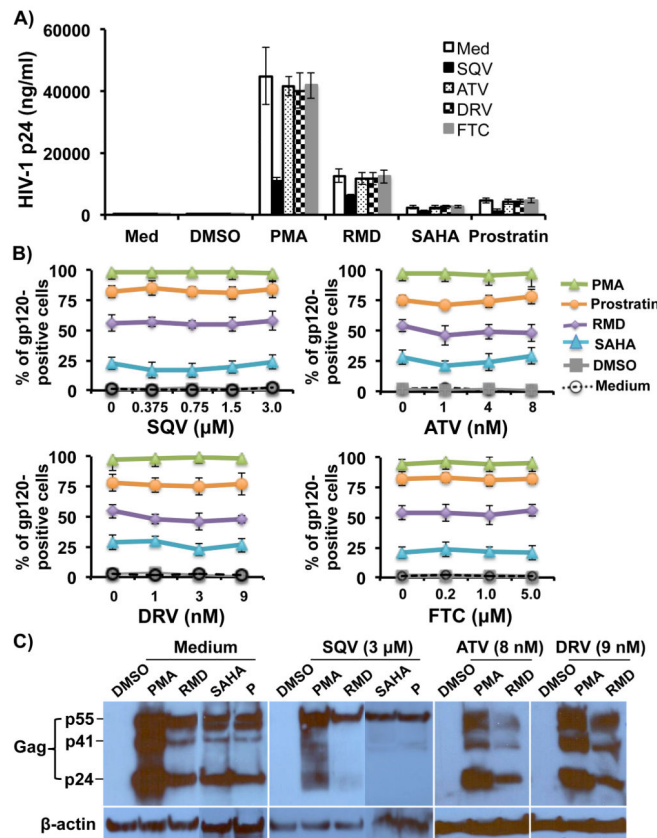 A)
HIV-1 p24 (ng/ml)
60000
40000
20000
0
Med
SQV
ATV
DRV
FTC
Med DMSO PMA RMD SAHA Prostratin
B)
% of gp120-
positive cells
100
75
50
25
0
0 0.375 0.75 1.5 3.0
SQV (µM)
% of gp120-
positive cells
100
75
50
25
0
0 1 4 8
ATV (nM)
PMA
Prostratin
RMD
SAHA
DMSO
Medium
% of gp120-
positive cells
100
75
50
25
0
0 1 3 9
DRV (nM)
% of gp120-
positive cells
100
75
50
25
0
0 0.2 1.0 5.0
FTC (µM)
C)
Medium SQV (3 µM) ATV (8 nM) DRV (9 nM)
DMSO PMA RMD SAHA P DMSO PMA RMD SAHA P DMSO PMA RMD DMSO PMA RMD
p55
Gag p41
p24
β-actin